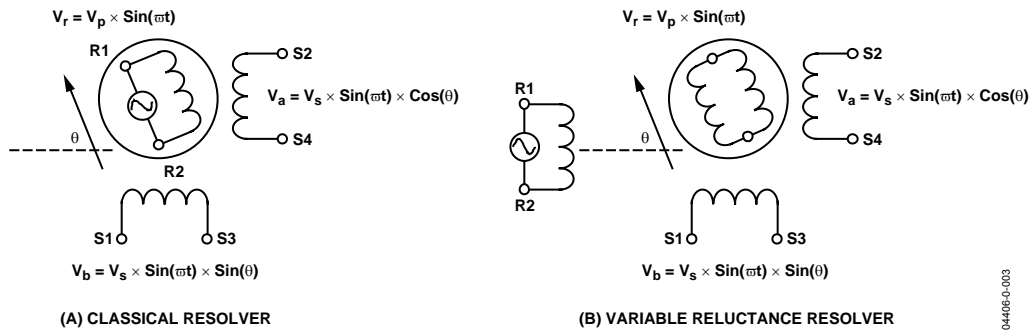 Vr = Vp × Sin(ϖt)
R1
S2
Va = Vs × Sin(ϖt) × Cos(θ)
θ
S4
R2
S1
S3
Vb = Vs × Sin(ϖt) × Sin(θ)
(A) CLASSICAL RESOLVER
Vr = Vp × Sin(ϖt)
S2
R1
Va = Vs × Sin(ϖt) × Cos(θ)
θ
S4
R2
S1
S3
Vb = Vs × Sin(ϖt) × Sin(θ)
(B) VARIABLE RELUCTANCE RESOLVER
04406-0-003